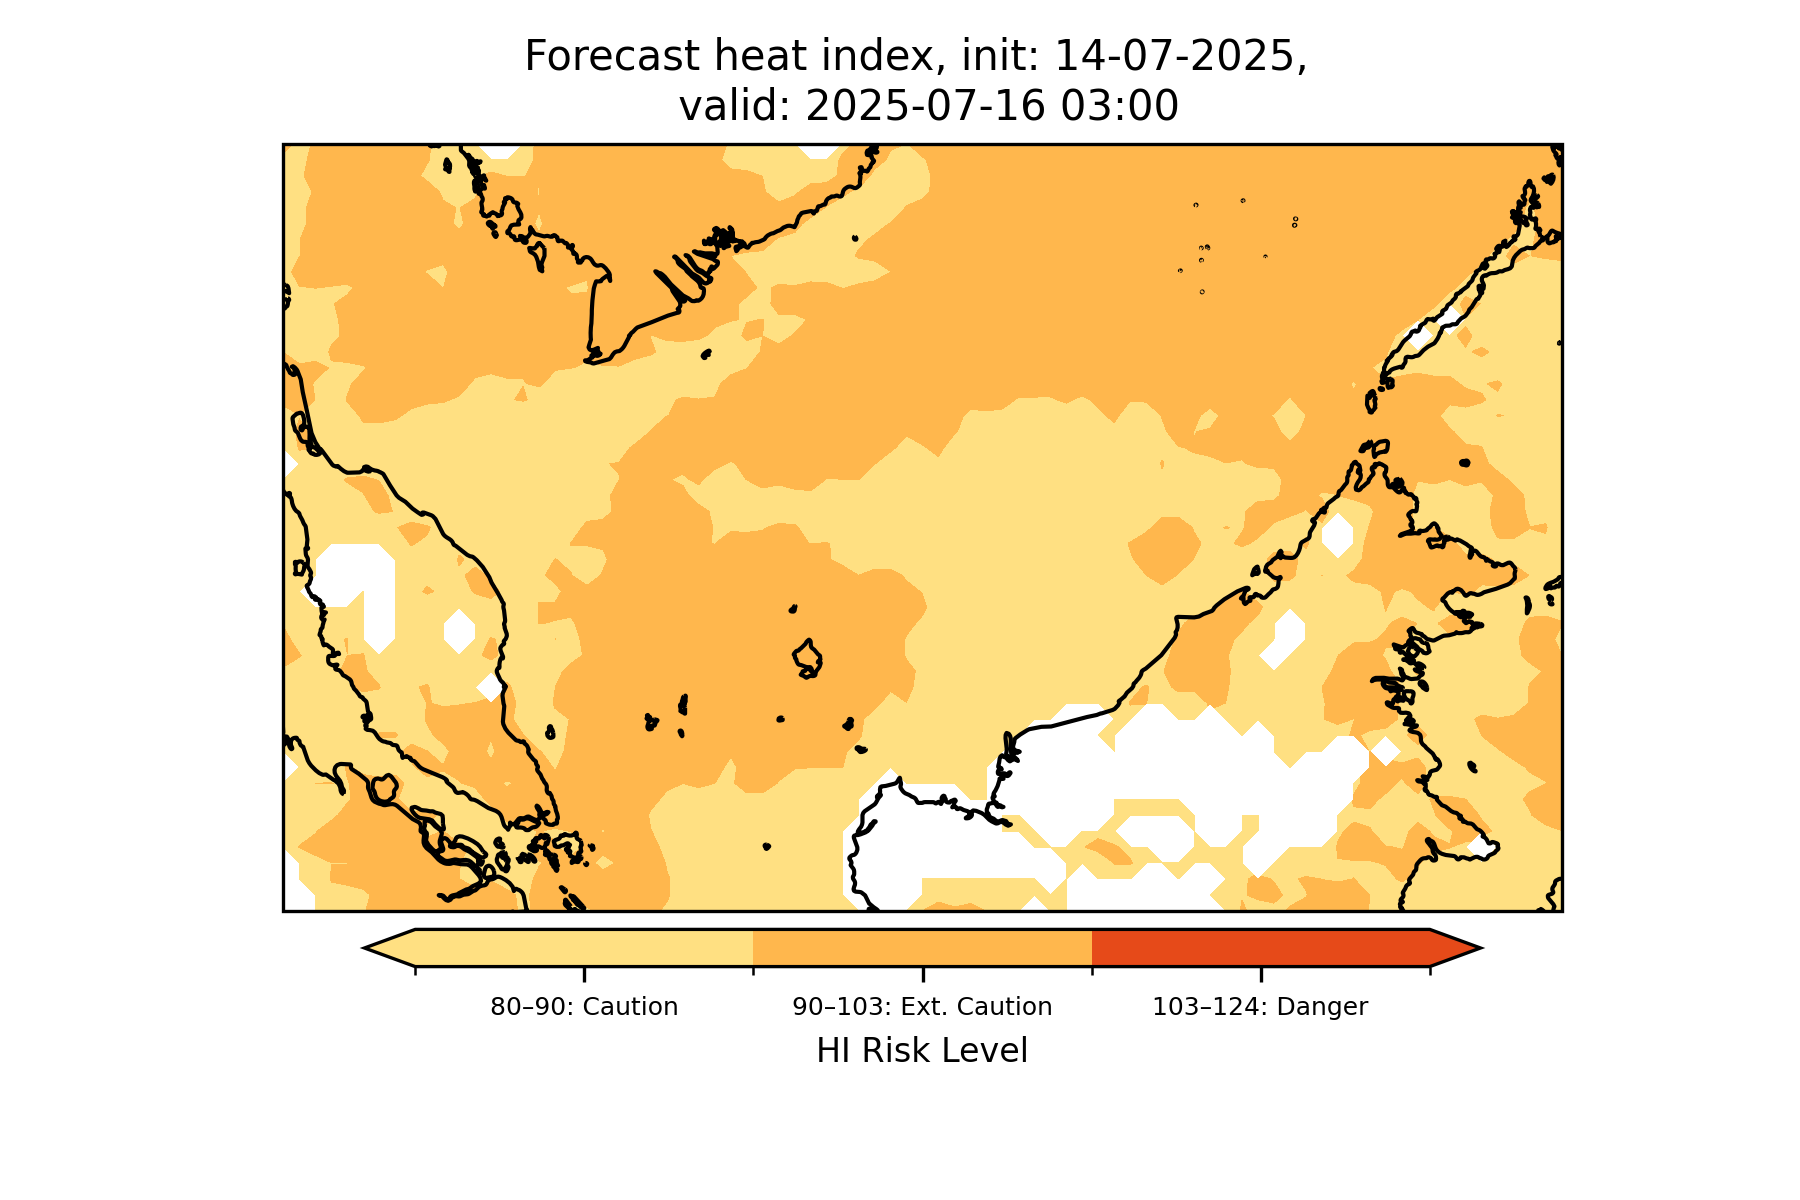 Forecast heat index, init: 14-07-2025,
valid: 2025-07-16 03:00
80–90: Caution
90–103: Ext. Caution
103–124: Danger
HI Risk Level